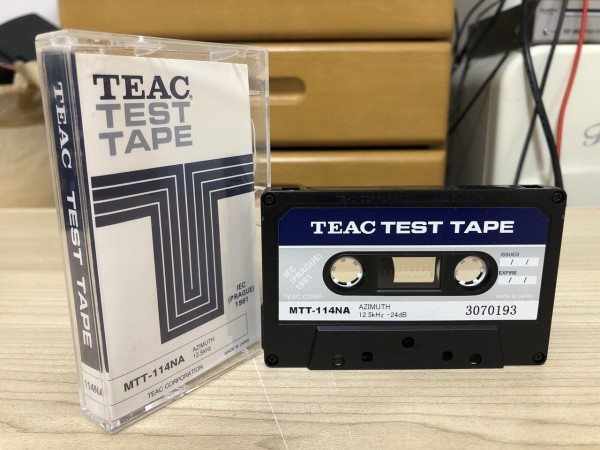 TEAC
TEST
TAPE
IEC
(PRAGUE)
1981
AZIMUTH
12.5kHz
MTT-114NA
MADE IN JAPAN
TEAC CORPORATION
TEAC TEST TAPE
114NA
TEAC TEST TAPE
IEC
(PRAGUE)
1981
TEAC CORP.
ISSUED
/ /
EXPIRE
/ /
MADE IN JAPAN
MTT-114NA
AZIMUTH
12.5kHz -24dB
3070193